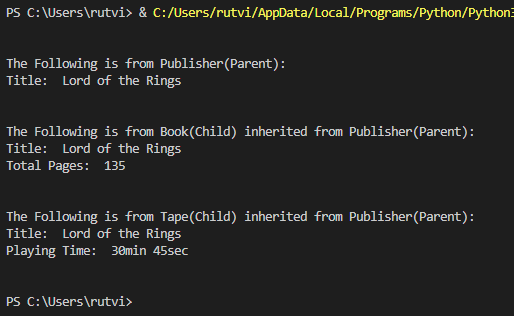 PS C:\Users\rutvi> & C:/Users/rutvi/AppData/Local/Programs/Python/Python3
The Following is from Publisher(Parent):
Title:  Lord of the Rings
The Following is from Book(Child) inherited from Publisher(Parent):
Title:  Lord of the Rings
Total Pages:  135
The Following is from Tape(Child) inherited from Publisher(Parent):
Title:  Lord of the Rings
Playing Time:  30min 45sec
PS C:\Users\rutvi>